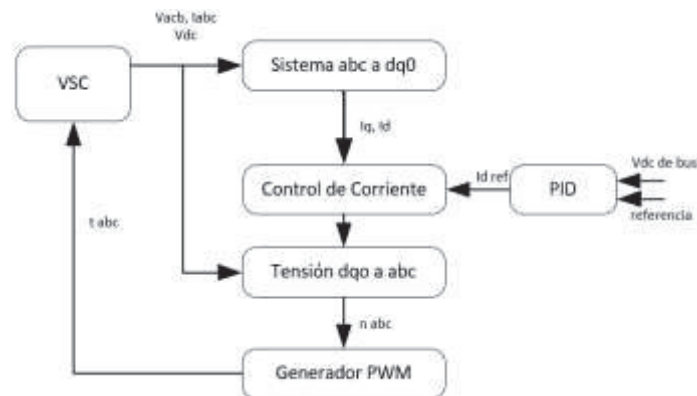 Vacb, Iabc
Vdc
VSC
Sistema abc a dq0
Iq, Id
Vdc de bus
Id ref
PID
Control de Corriente
referencia
t abc
Tensión dqo a abc
n abc
Generador PWM